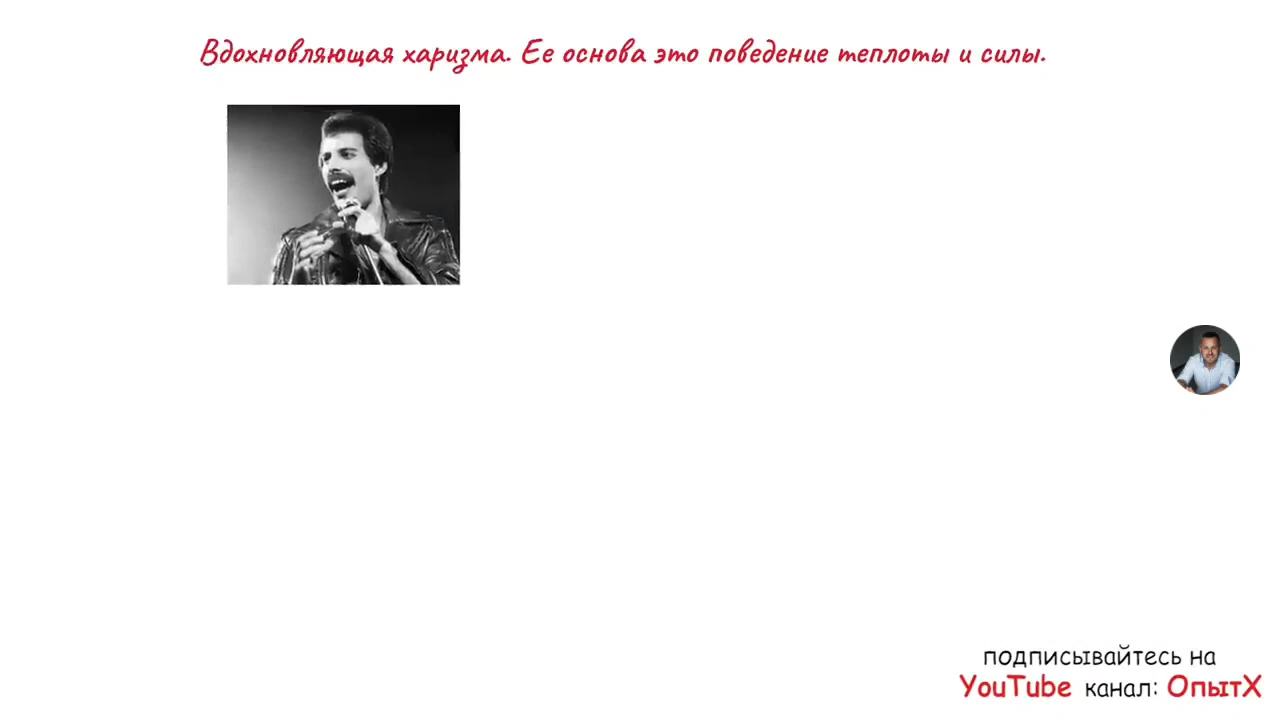 Вдохновляющая харизма. Ее основа это поведение теплоты и силы.
подписывайтесь на
YouTube канал: ОпытХ